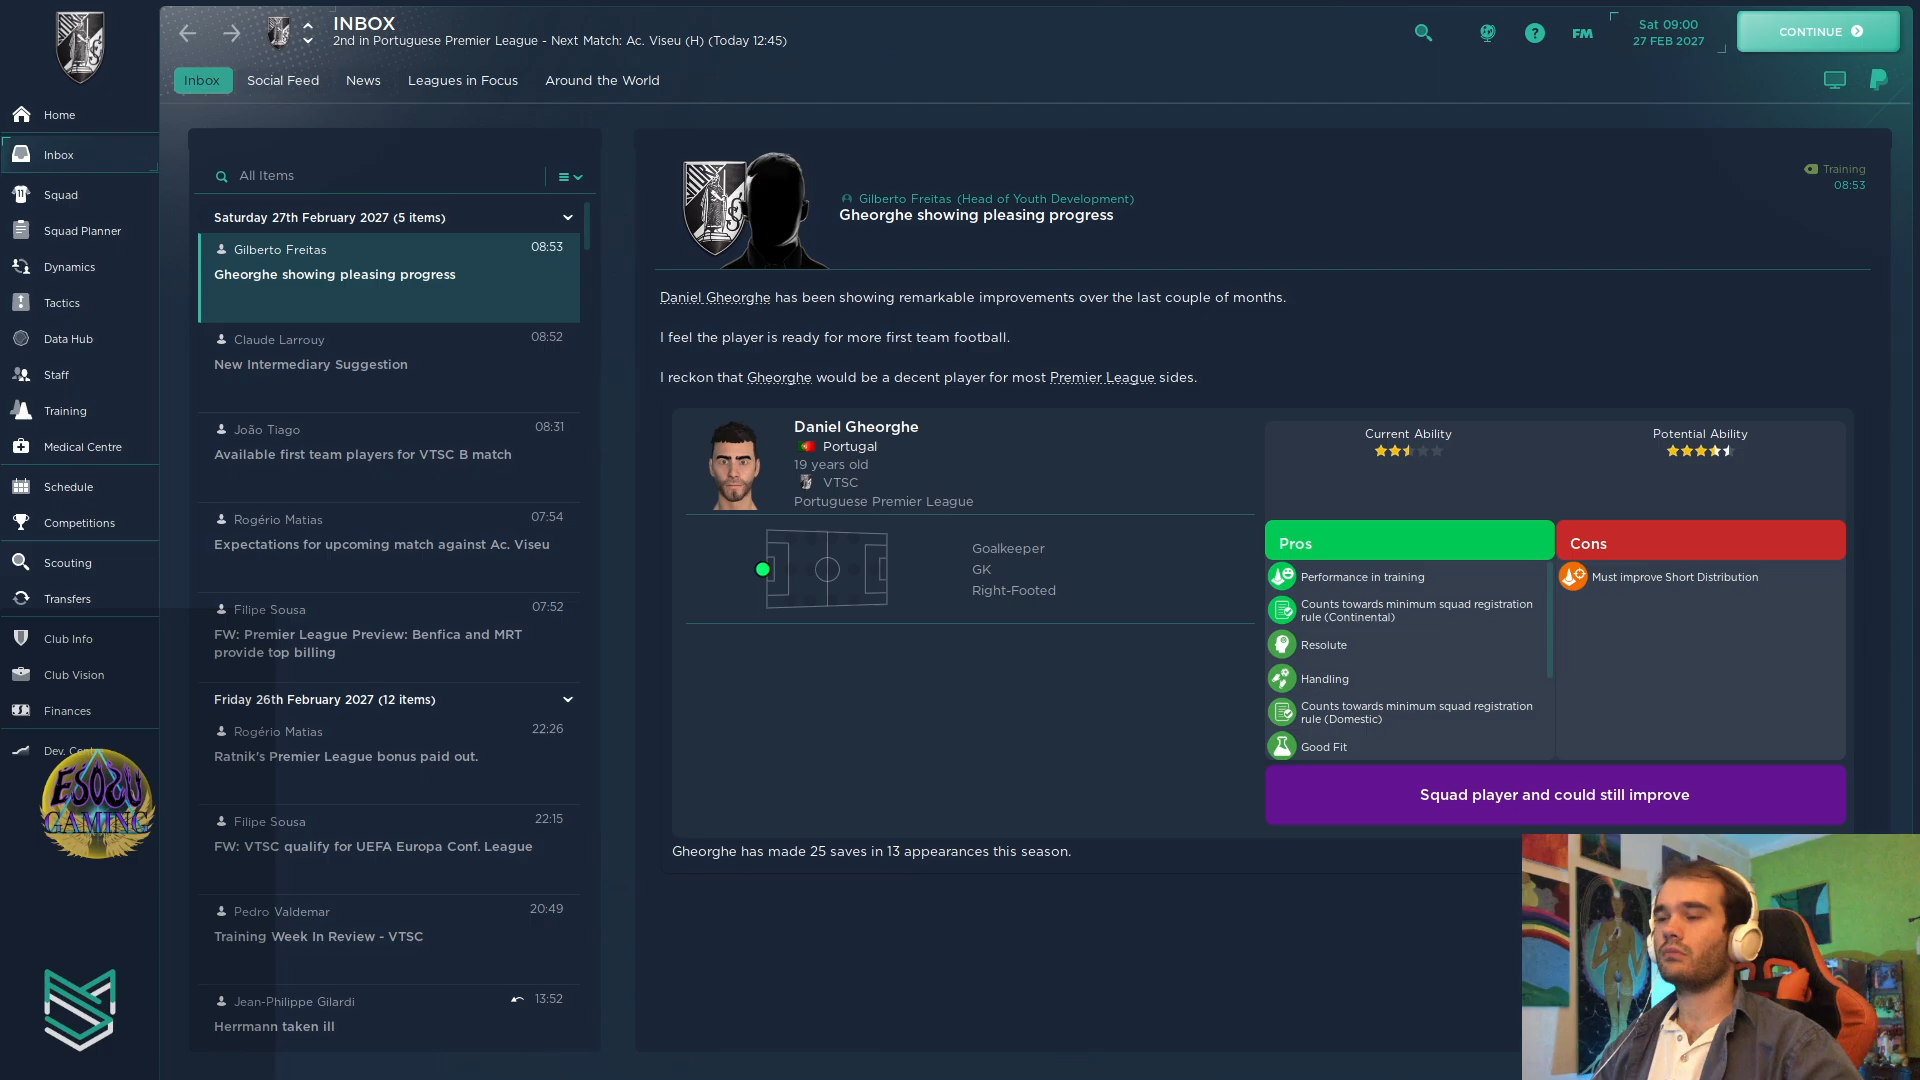 INBOX
2nd in Portuguese Premier League - Next Match: Ac. Viseu (H) (Today 12:45)
FM
Sat 09:00
27 FEB 2027
CONTINUE
Inbox
Social Feed
News
Leagues in Focus
Around the World
Home
Inbox
Squad
Squad Planner
Dynamics
Tactics
Data Hub
Staff
Training
Medical Centre
Schedule
Competitions
Scouting
Transfers
Club Info
Club Vision
Finances
Dev.
ESOZU
GAMING
All Items
Saturday 27th February 2027 (5 items)
Gilberto Freitas
08:53
Gheorghe showing pleasing progress
Claude Larrouy
08:52
New Intermediary Suggestion
João Tiago
08:31
Available first team players for VTSC B match
Rogério Matias
07:54
Expectations for upcoming match against Ac. Viseu
Filipe Sousa
07:52
FW: Premier League Preview: Benfica and MRT
provide top billing
Friday 26th February 2027 (12 items)
Rogério Matias
22:26
Ratnik's Premier League bonus paid out.
Filipe Sousa
22:15
FW: VTSC qualify for UEFA Europa Conf. League
Pedro Valdemar
20:49
Training Week In Review - VTSC
Jean-Philippe Gilardi
13:52
Herrmann taken ill
Training
08:53
Gilberto Freitas (Head of Youth Development)
Gheorghe showing pleasing progress
Daniel Gheorghe has been showing remarkable improvements over the last couple of months.
I feel the player is ready for more first team football.
I reckon that Gheorghe would be a decent player for most Premier League sides.
Daniel Gheorghe
Portugal
19 years old
VTSC
Portuguese Premier League
Goalkeeper
GK
Right-Footed
Current Ability
Potential Ability
Pros
Performance in training
Counts towards minimum squad registration
rule (Continental)
Resolute
Handling
Counts towards minimum squad registration
rule (Domestic)
Good Fit
Cons
Must improve Short Distribution
Squad player and could still improve
Gheorghe has made 25 saves in 13 appearances this season.